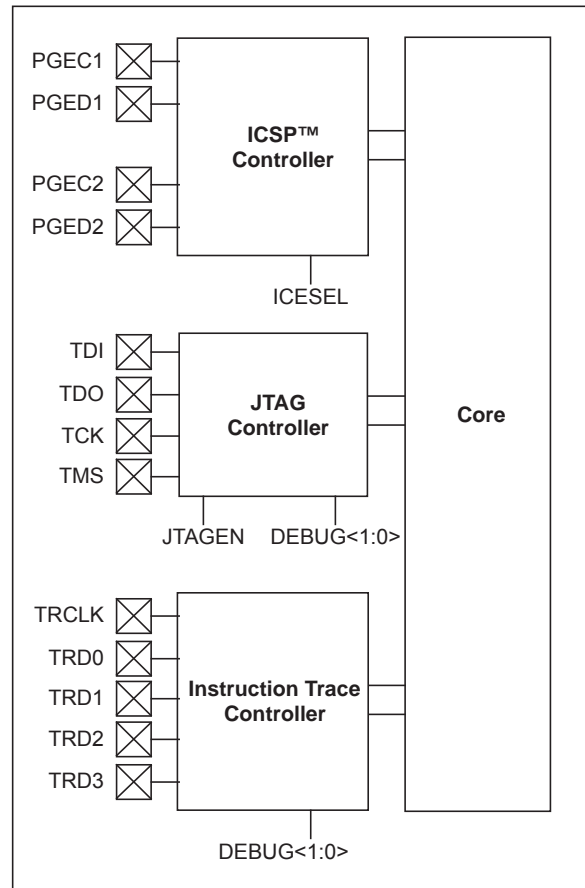 PGEC1
PGED1
ICSP™
Controller
PGEC2
PGED2
ICESEL
TDI
TDO
TCK
TMS
JTAG
Controller
JTAGEN
DEBUG<1:0>
Core
TRCLK
TRD0
TRD1
TRD2
TRD3
Instruction Trace
Controller
DEBUG<1:0>